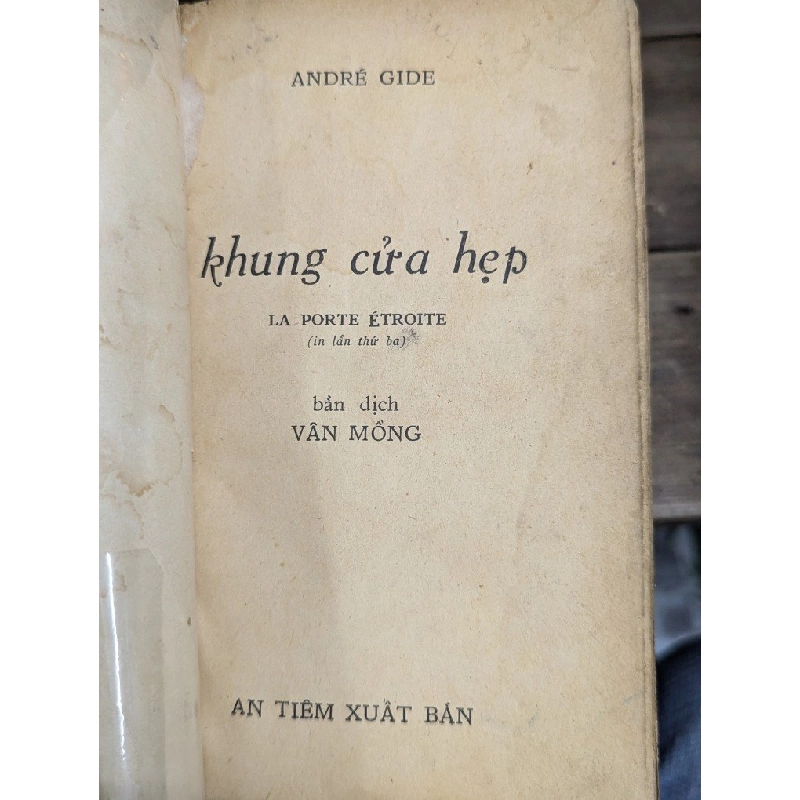 ANDRÉ GIDE
khung cửa hẹp
LA PORTE ÉTROITE
(in lần thứ ba)
bản dịch
VÂN MỒNG
AN TIÊM XUẤT BẢN